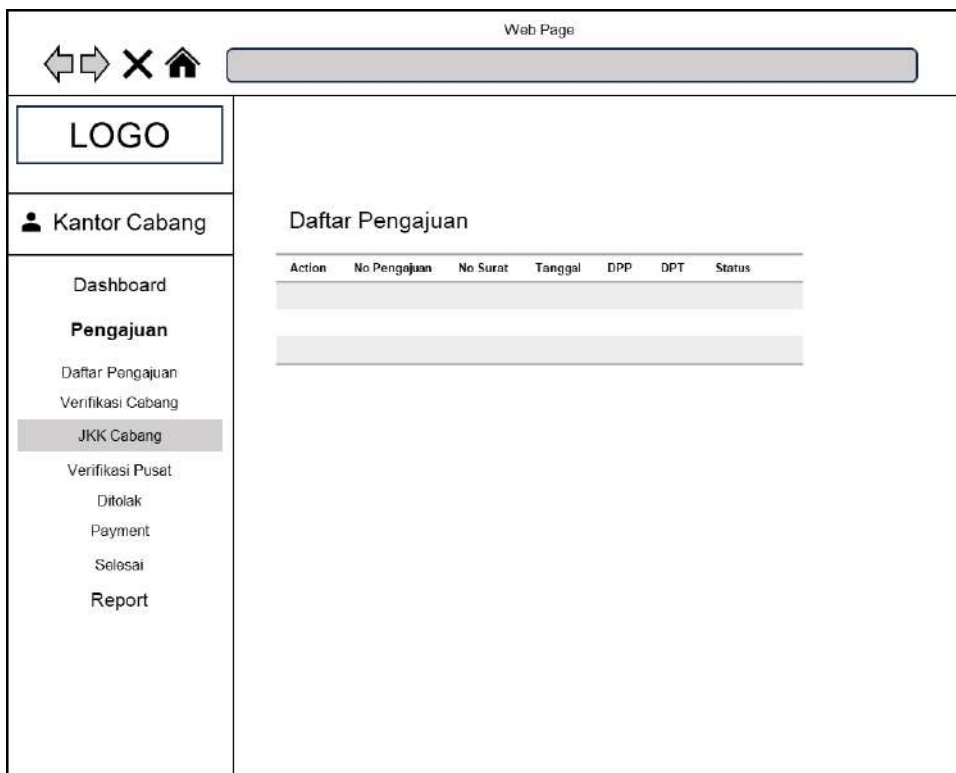 Web Page
LOGO
Kantor Cabang
Dashboard
Pengajuan
Daftar Pengajuan
Verifikasi Cabang
JKK Cabang
Verifikasi Pusat
Ditolak
Payment
Selesai
Report
Daftar Pengajuan
Action No Pengajuan No Surat Tanggal DPP DPT Status